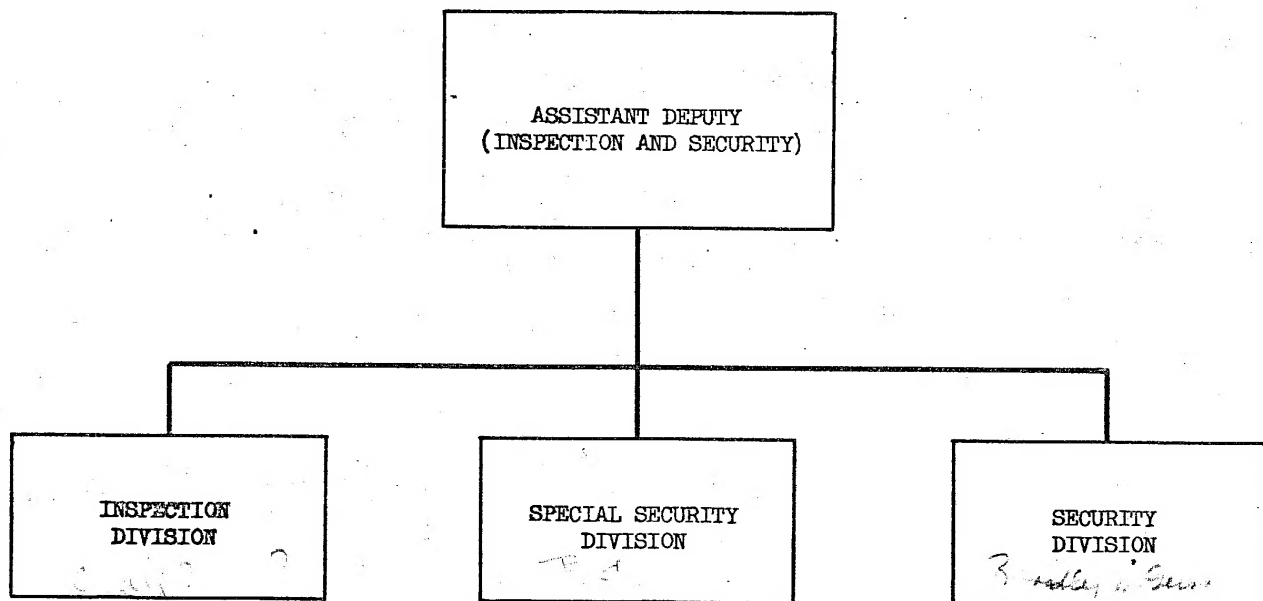 ASSISTANT DEPUTY
(INSPECTION AND SECURITY)
INSPECTION
DIVISION
SPECIAL SECURITY
DIVISION
SECURITY
DIVISION